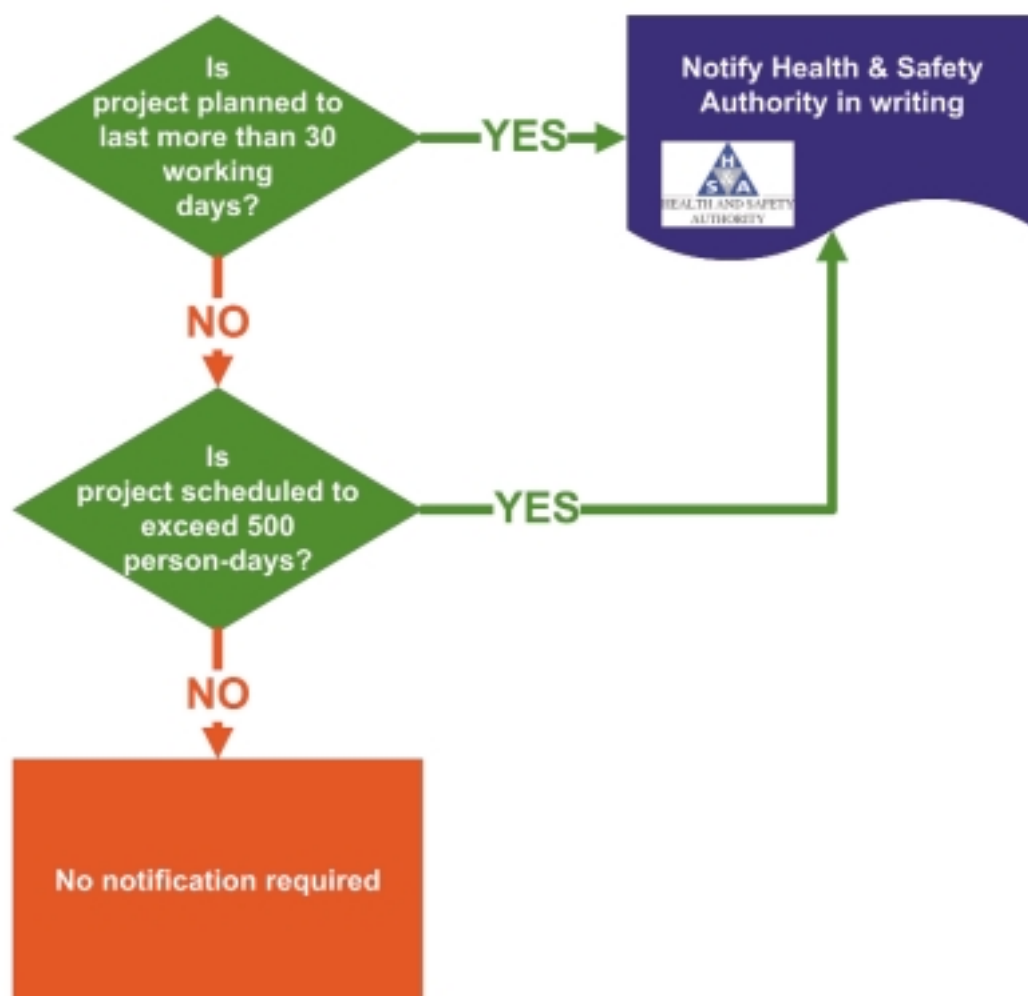 Is
project planned to
last more than 30
working
days?
YES
Notify Health & Safety
Authority in writing
H
&
S A
HEALTH AND SAFETY
AUTHORITY
NO
Is
project scheduled to
exceed 500
person-days?
YES
NO
No notification required